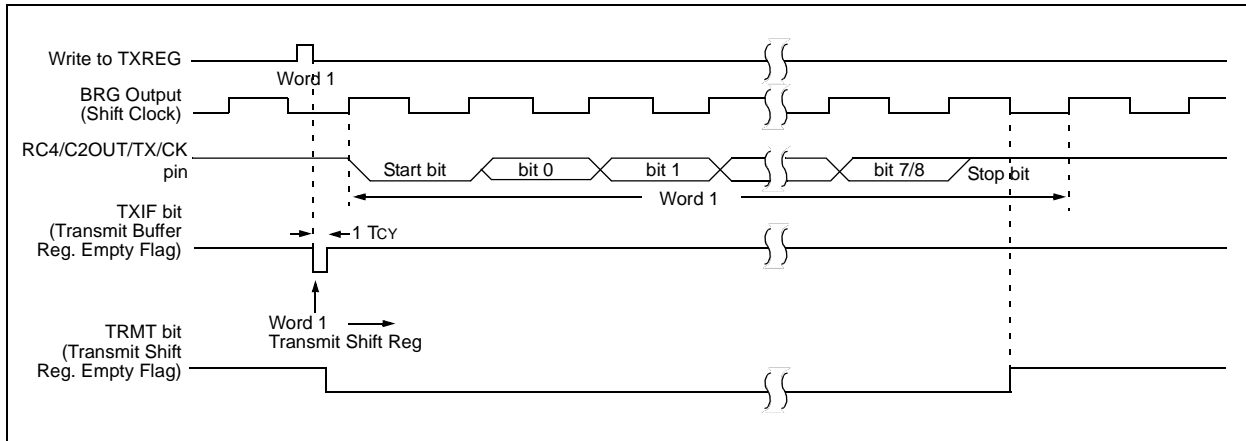 Write to TXREG
Word 1
BRG Output
(Shift Clock)
RC4/C2OUT/TX/CK
pin
Start bit
bit 0
bit 1
bit 7/8
Stop bit
Word 1
TXIF bit
(Transmit Buffer
Reg. Empty Flag)
1 TCY
Word 1
Transmit Shift Reg
TRMT bit
(Transmit Shift
Reg. Empty Flag)